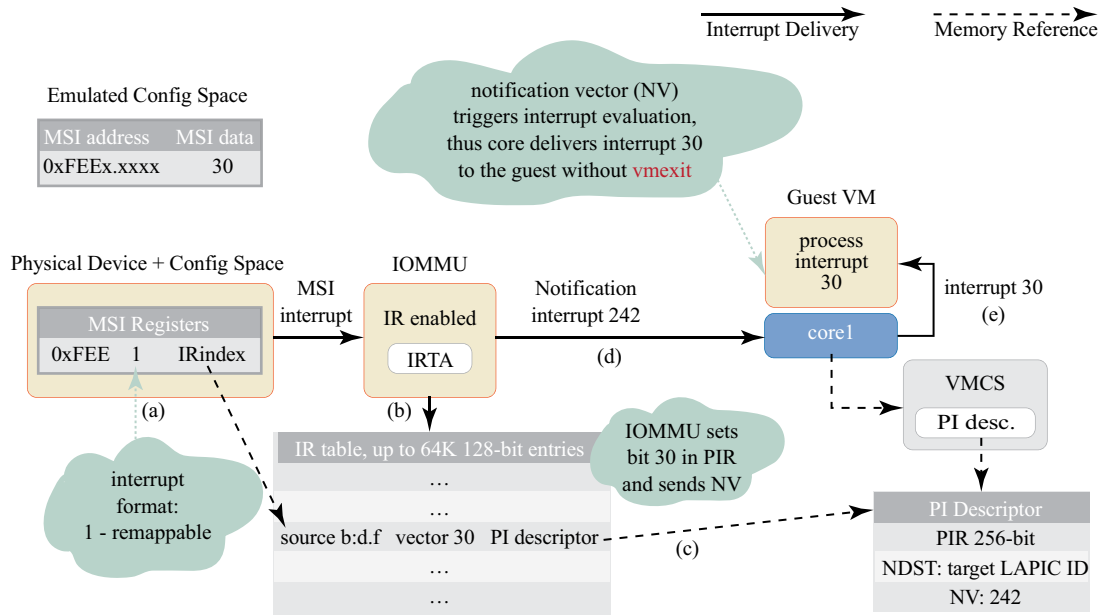 Interrupt Delivery
Memory Reference
Emulated Config Space
MSI address MSI data
0xFEEx.xxxx 30
notification vector (NV)
triggers interrupt evaluation,
thus core delivers interrupt 30
to the guest without vmexit
Guest VM
process
interrupt
30
interrupt 30
(e)
core1
Physical Device + Config Space
MSI Registers
0xFEE 1 IRindex
(a)
MSI
interrupt
IOMMU
IR enabled
IRTA
(b)
Notification
interrupt 242
(d)
VMCS
PI desc.
interrupt
format:
1 - remappable
IR table, up to 64K 128-bit entries
...
...
source b:d.f vector 30 PI descriptor
...
...
IOMMU sets
bit 30 in PIR
and sends NV
(c)
PI Descriptor
PIR 256-bit
NDST: target LAPIC ID
NV: 242